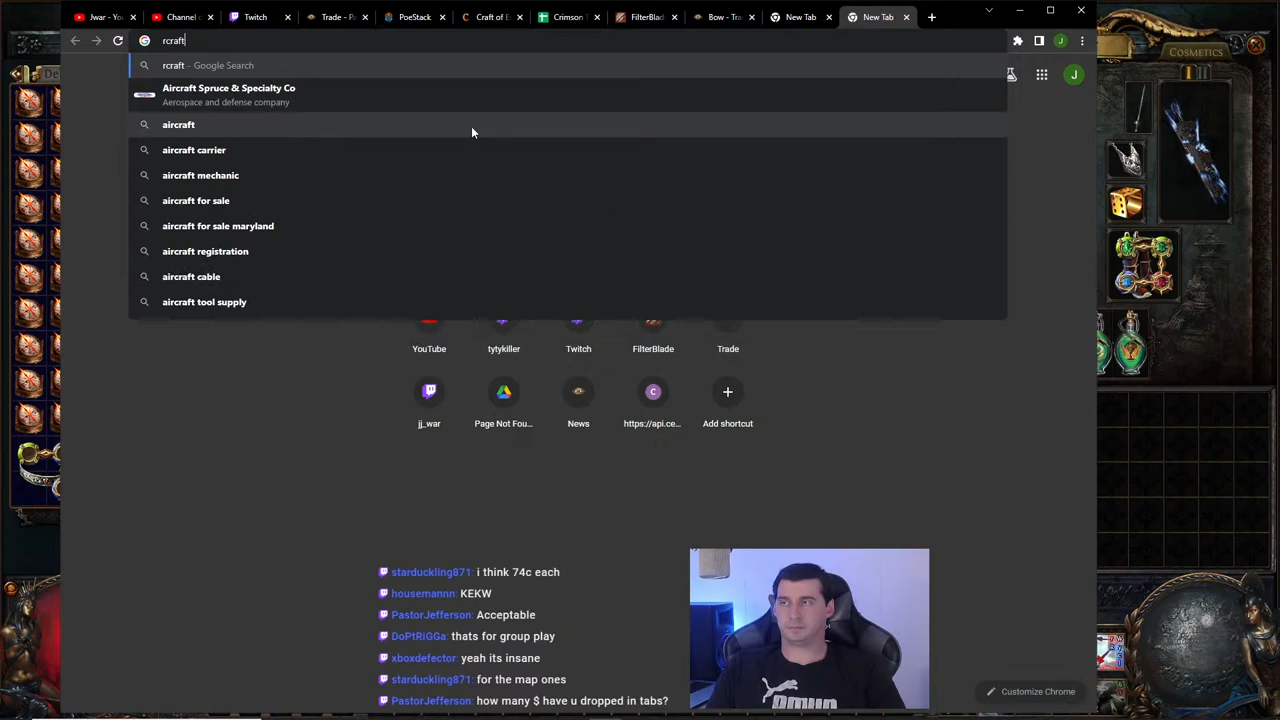 Jwar - Yo
Channel c
Twitch
Trade - Pa
PoeStack
Craft of E
Crimson T
FilterBlad
Bow - Tra
New Tab
New Tab
rcraft
J
rcraft - Google Search
Aircraft Spruce & Specialty Co
Aerospace and defense company
aircraft
aircraft carrier
aircraft mechanic
aircraft for sale
aircraft for sale maryland
aircraft registration
aircraft cable
aircraft tool supply
J
Cosmetics
I II
YouTube
tytykiller
Twitch
FilterBlade
Trade
C
jj_war
Page Not Fou...
News
https://api.ce...
Add shortcut
starduckling871: i think 74c each
housemannn: KEKW
PastorJefferson: Acceptable
DoPtRiGGa: thats for group play
xboxdefector: yeah its insane
starduckling871: for the map ones
PastorJefferson: how many $ have u dropped in tabs?
PUMA
Customize Chrome